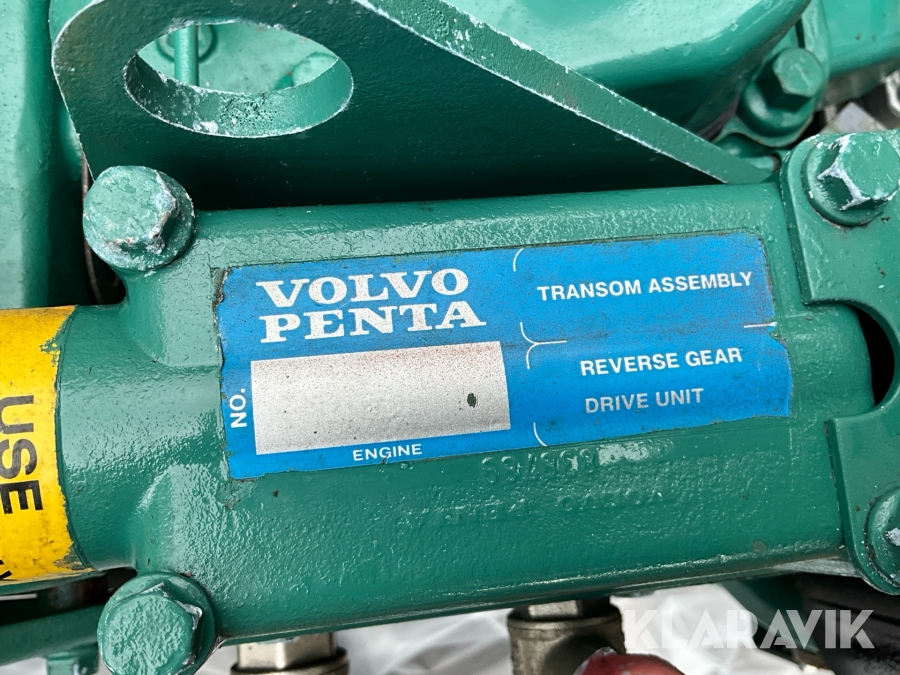 VOLVO
PENTA
NO.
ENGINE
TRANSOM ASSEMBLY
REVERSE GEAR
DRIVE UNIT
USE
KLARAVIK